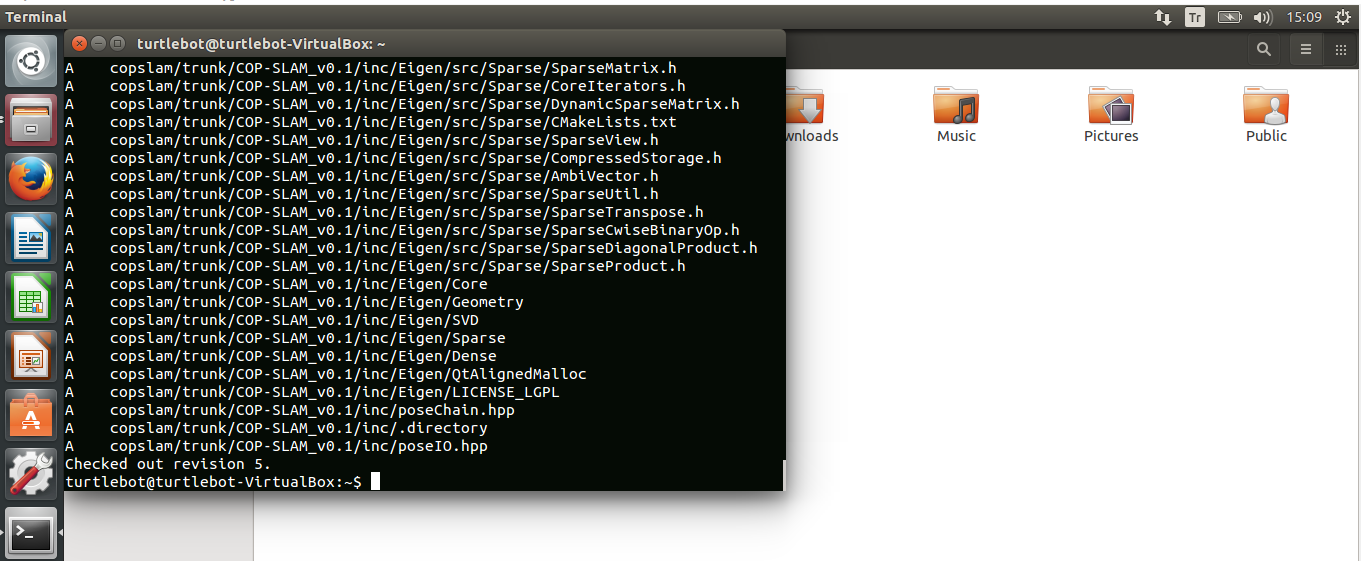 Terminal
Tr
15:09
turtlebot@turtlebot-VirtualBox: ~
A    copslam/trunk/COP-SLAM_v0.1/inc/Eigen/src/Sparse/SparseMatrix.h
A    copslam/trunk/COP-SLAM_v0.1/inc/Eigen/src/Sparse/CoreIterators.h
A    copslam/trunk/COP-SLAM_v0.1/inc/Eigen/src/Sparse/DynamicSparseMatrix.h
A    copslam/trunk/COP-SLAM_v0.1/inc/Eigen/src/Sparse/CMakeLists.txt
A    copslam/trunk/COP-SLAM_v0.1/inc/Eigen/src/Sparse/SparseView.h
A    copslam/trunk/COP-SLAM_v0.1/inc/Eigen/src/Sparse/CompressedStorage.h
A    copslam/trunk/COP-SLAM_v0.1/inc/Eigen/src/Sparse/AmbiVector.h
A    copslam/trunk/COP-SLAM_v0.1/inc/Eigen/src/Sparse/SparseUtil.h
A    copslam/trunk/COP-SLAM_v0.1/inc/Eigen/src/Sparse/SparseTranspose.h
A    copslam/trunk/COP-SLAM_v0.1/inc/Eigen/src/Sparse/SparseCwiseBinaryOp.h
A    copslam/trunk/COP-SLAM_v0.1/inc/Eigen/src/Sparse/SparseDiagonalProduct.h
A    copslam/trunk/COP-SLAM_v0.1/inc/Eigen/src/Sparse/SparseProduct.h
A    copslam/trunk/COP-SLAM_v0.1/inc/Eigen/Core
A    copslam/trunk/COP-SLAM_v0.1/inc/Eigen/Geometry
A    copslam/trunk/COP-SLAM_v0.1/inc/Eigen/SVD
A    copslam/trunk/COP-SLAM_v0.1/inc/Eigen/Sparse
A    copslam/trunk/COP-SLAM_v0.1/inc/Eigen/Dense
A    copslam/trunk/COP-SLAM_v0.1/inc/Eigen/QtAlignedMalloc
A    copslam/trunk/COP-SLAM_v0.1/inc/Eigen/LICENSE_LGPL
A    copslam/trunk/COP-SLAM_v0.1/inc/poseChain.hpp
A    copslam/trunk/COP-SLAM_v0.1/inc/.directory
A    copslam/trunk/COP-SLAM_v0.1/inc/poseIO.hpp
Checked out revision 5.
turtlebot@turtlebot-VirtualBox:~$
wnloads
Music
Pictures
Public